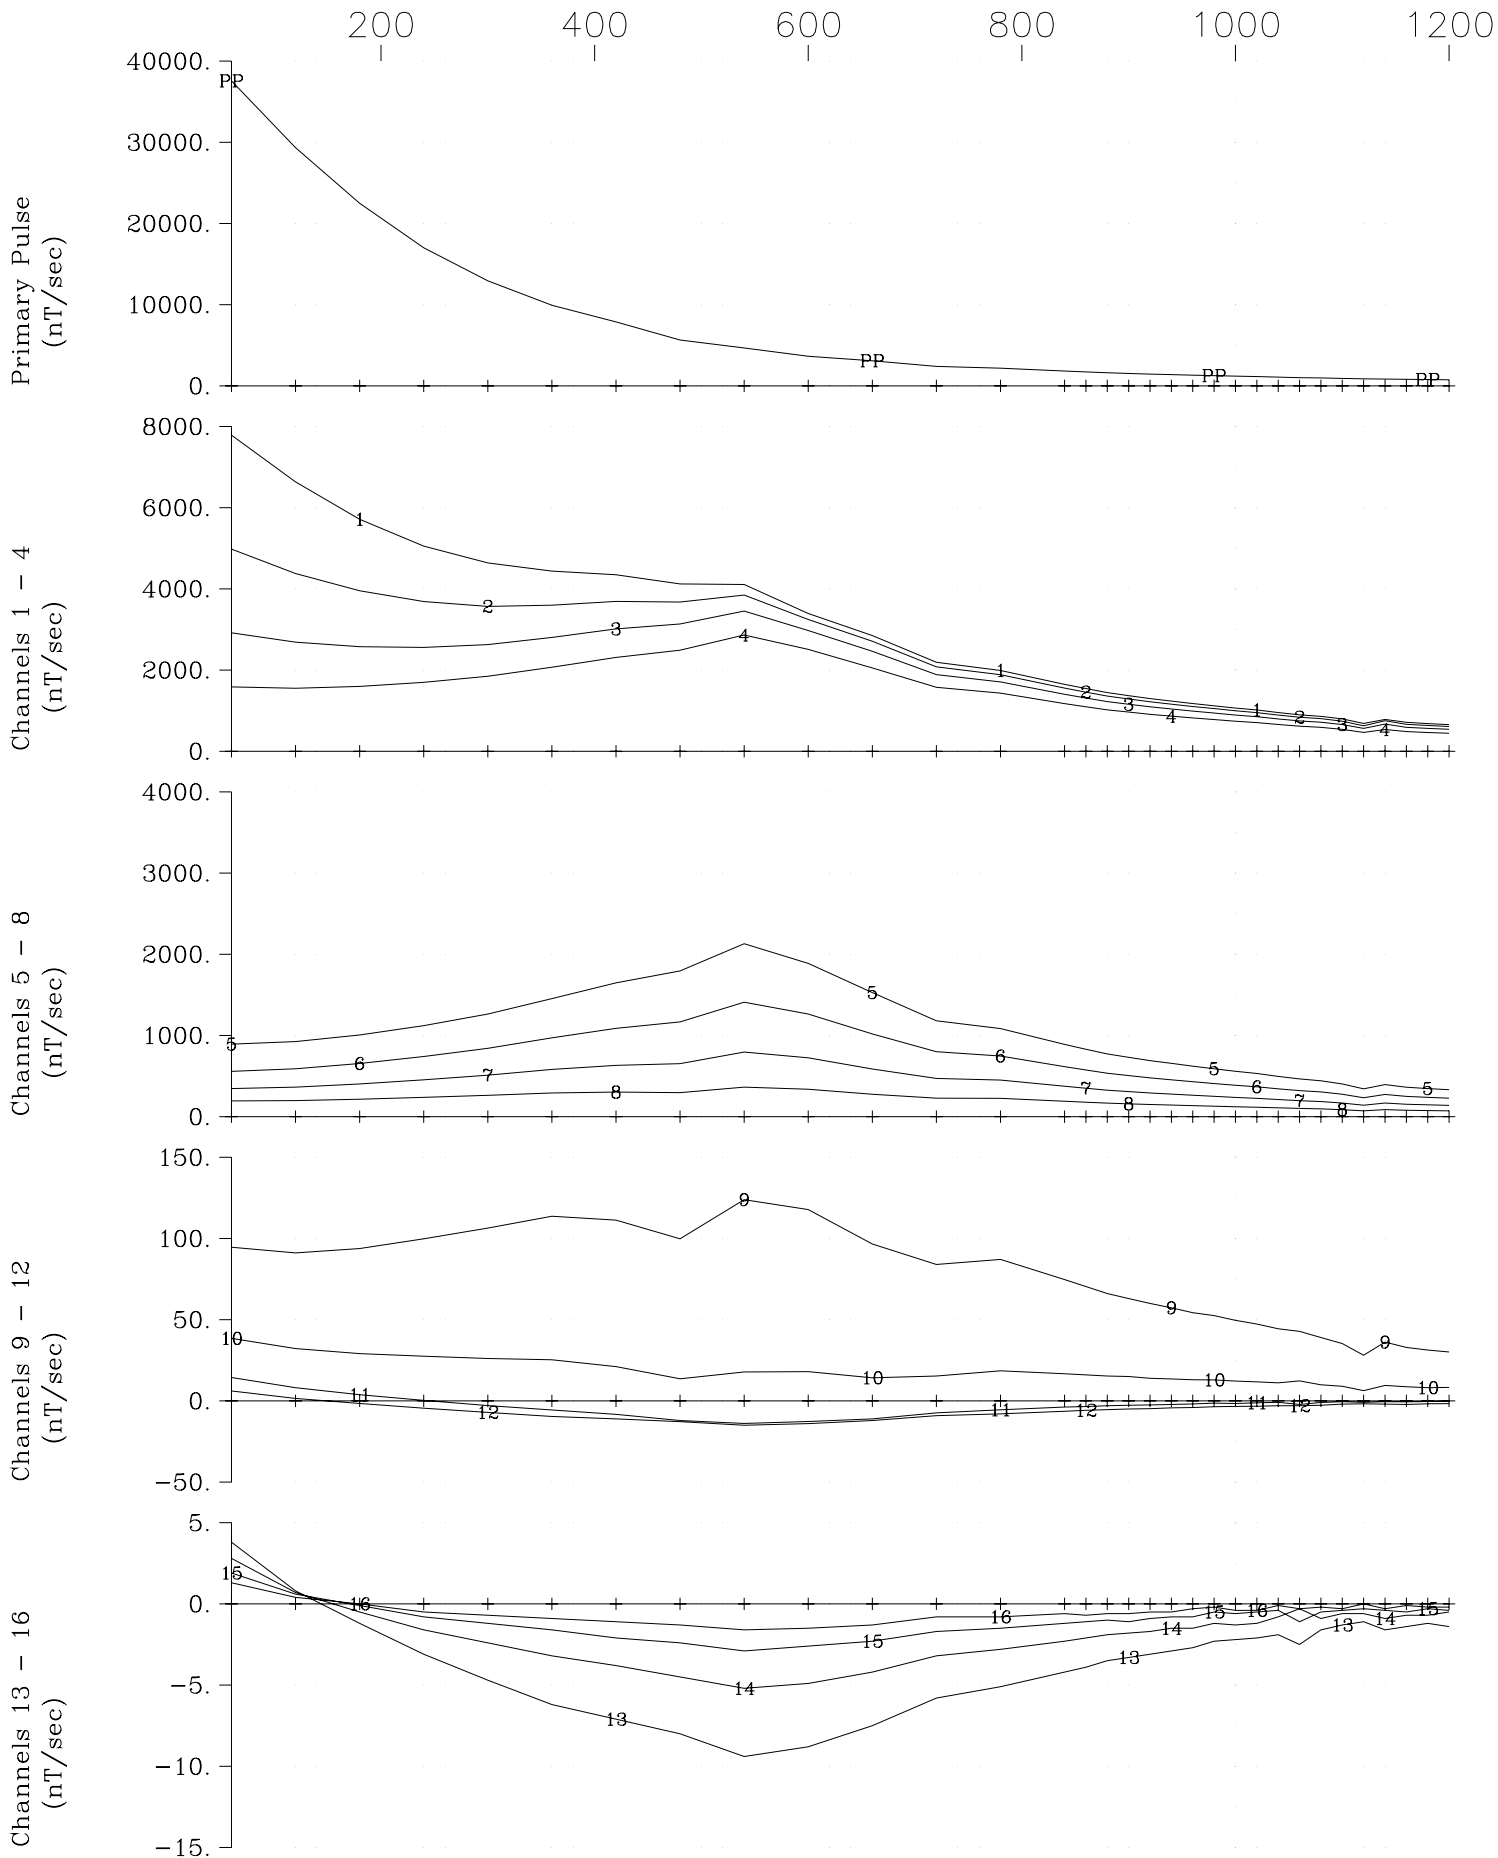 200 400 600 800 1000 1200
Primary Pulse
(nT/sec)
40000.
30000.
20000.
10000.
0.
PP PP PP PP
Channels 1 - 4
(nT/sec)
8000.
6000.
4000.
2000.
0.
1 1 1
2 2 2
3 3 3
4 4 4
Channels 5 - 8
(nT/sec)
4000.
3000.
2000.
1000.
0.
5 5 5 5
6 6 6
7 7 7
8 8 8
Channels 9 - 12
(nT/sec)
150.
100.
50.
0.
-50.
9 9 9
10 10 10 10
11 11 11
12 12 12
Channels 13 - 16
(nT/sec)
5.
0.
-5.
-10.
-15.
13 13 13
14 14 14
15 15 15 15
16 16 16